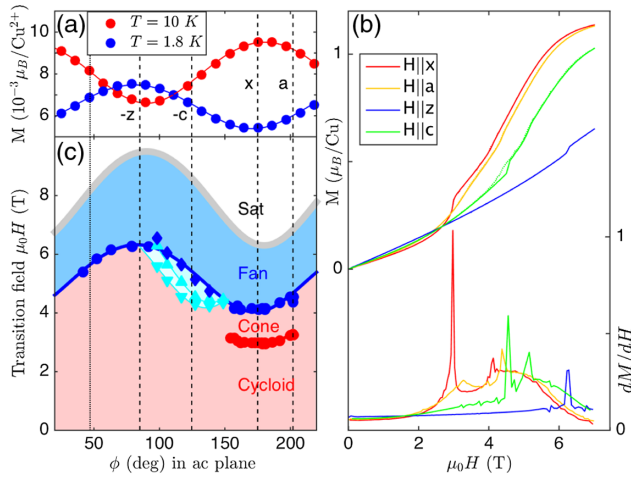 (a)
T = 10 K
T = 1.8 K
M (10⁻³μ_B/Cu²⁺)
10
8
6
x
a
-z
-c
(c)
Transition field μ₀H (T)
8
6
4
2
0
Sat
Fan
Cone
Cycloid
50
100
150
200
ϕ (deg) in ac plane
(b)
H||x
H||a
H||z
H||c
M (μ_B/Cu)
1
0
1
0
dM/dH
0
2
4
6
μ₀H (T)